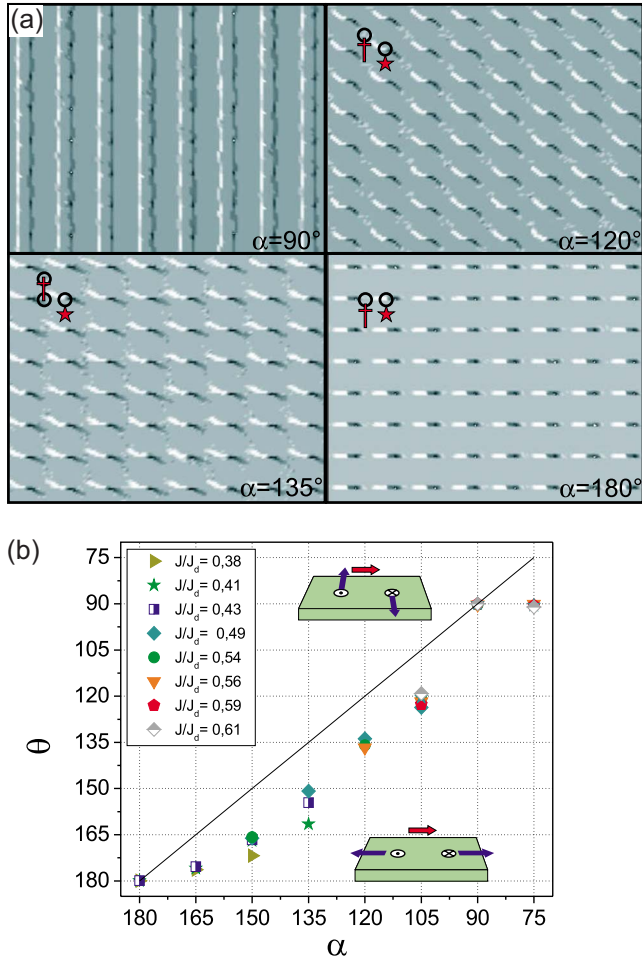 (a)
α=90°
α=120°
α=135°
α=180°
(b)
75
90
105
120
135
150
165
180
θ
J/J_d = 0,38
J/J_d = 0,41
J/J_d = 0,43
J/J_d = 0,49
J/J_d = 0,54
J/J_d = 0,56
J/J_d = 0,59
J/J_d = 0,61
180 165 150 135 120 105 90 75
α